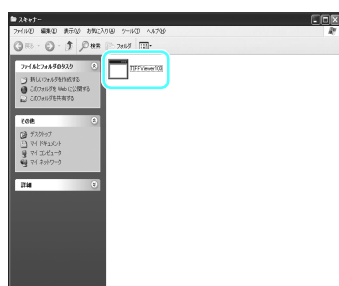 スキャナー
ファイル(F) 編集(E) 表示(V) お気に入り(A) ツール(T) ヘルプ(H)
戻る 検索 フォルダ
ファイルとフォルダのタスク
新しいフォルダを作成する
このフォルダを Web に公開する
このフォルダを共有する
TIFFViewer100
その他
デスクトップ
マイ ドキュメント
マイ コンピュータ
マイ ネットワーク
詳細